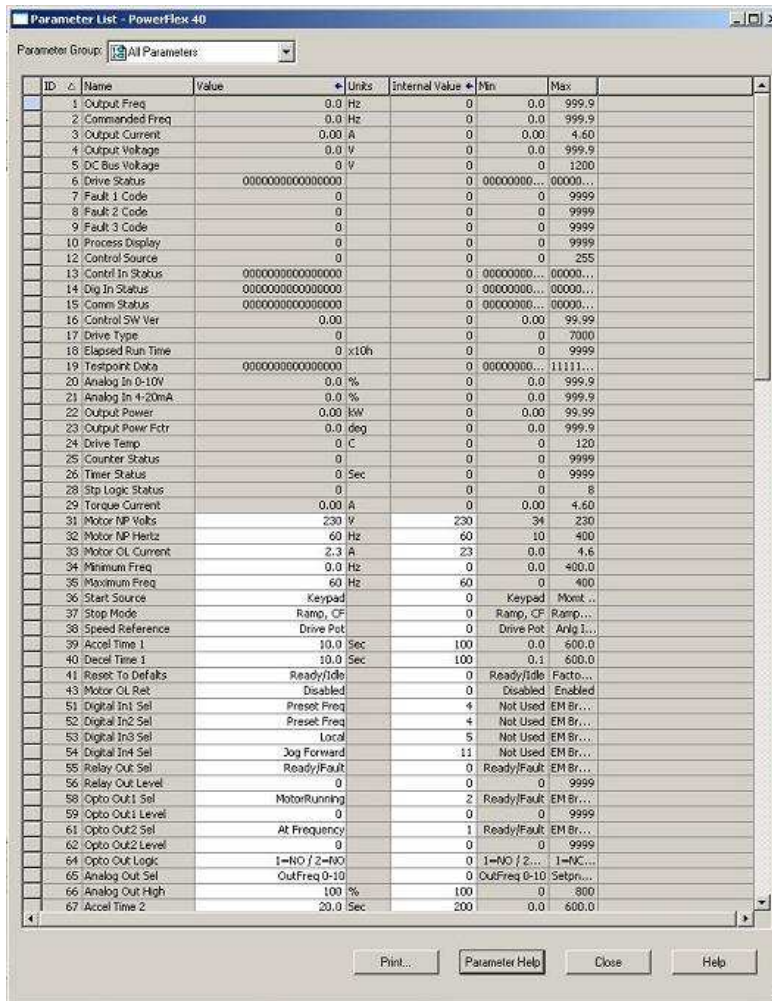 Parameter List - PowerFlex 40
Parameter Group: All Parameters
ID Name Value Units Internal Value Min Max
1 Output Freq 0.0 Hz 0 0.0 999.9
2 Commanded Freq 0.0 Hz 0 0.0 999.9
3 Output Current 0.00 A 0 0.00 4.60
4 Output Voltage 0.0 V 0 0.0 999.9
5 DC Bus Voltage 0 V 0 0 1200
6 Drive Status 0000000000000000 0 00000000... 00000...
7 Fault 1 Code 0 0 0 9999
8 Fault 2 Code 0 0 0 9999
9 Fault 3 Code 0 0 0 9999
10 Process Display 0 0 0 9999
12 Control Source 0 0 0 255
13 Contrl In Status 0000000000000000 0 00000000... 00000...
14 Dig In Status 0000000000000000 0 00000000... 00000...
15 Comm Status 0000000000000000 0 00000000... 00000...
16 Control SW Ver 0.00 0 0.00 99.99
17 Drive Type 0 0 0 7000
18 Elapsed Run Time 0 x10h 0 0 9999
19 Testpoint Data 0000000000000000 0 00000000... 11111...
20 Analog In 0-10V 0.0 % 0 0.0 999.9
21 Analog In 4-20mA 0.0 % 0 0.0 999.9
22 Output Power 0.00 kW 0 0.00 99.99
23 Output Powr Fctr 0.0 deg 0 0.0 999.9
24 Drive Temp 0 C 0 0 120
25 Counter Status 0 0 0 9999
26 Timer Status 0 Sec 0 0 9999
28 Stp Logic Status 0 0 0 8
29 Torque Current 0.00 A 0 0.00 4.60
31 Motor NP Volts 230 V 230 34 230
32 Motor NP Hertz 60 Hz 60 10 400
33 Motor OL Current 2.3 A 23 0.0 4.6
34 Minimum Freq 0.0 Hz 0 0.0 400.0
35 Maximum Freq 60 Hz 60 0 400
36 Start Source Keypad 0 Keypad Momt ..
37 Stop Mode Ramp, CF 0 Ramp, CF Ramp...
38 Speed Reference Drive Pot 0 Drive Pot Anlg I...
39 Accel Time 1 10.0 Sec 100 0.0 600.0
40 Decel Time 1 10.0 Sec 100 0.1 600.0
41 Reset To Defalts Ready/Idle 0 Ready/Idle Facto...
43 Motor OL Ret Disabled 0 Disabled Enabled
51 Digital In1 Sel Preset Freq 4 Not Used EM Br...
52 Digital In2 Sel Preset Freq 4 Not Used EM Br...
53 Digital In3 Sel Local 5 Not Used EM Br...
54 Digital In4 Sel Jog Forward 11 Not Used EM Br...
55 Relay Out Sel Ready/Fault 0 Ready/Fault EM Br...
56 Relay Out Level 0 0 0 9999
58 Opto Out1 Sel MotorRunning 2 Ready/Fault EM Br...
59 Opto Out1 Level 0 0 0 9999
61 Opto Out2 Sel At Frequency 1 Ready/Fault EM Br...
62 Opto Out2 Level 0 0 0 9999
64 Opto Out Logic 1=NO / 2=NO 0 1=NO / 2... 1=NC...
65 Analog Out Sel OutFreq 0-10 0 OutFreq 0-10 Setpn...
66 Analog Out High 100 % 100 0 800
67 Accel Time 2 20.0 Sec 200 0.0 600.0
Print... Parameter Help Close Help